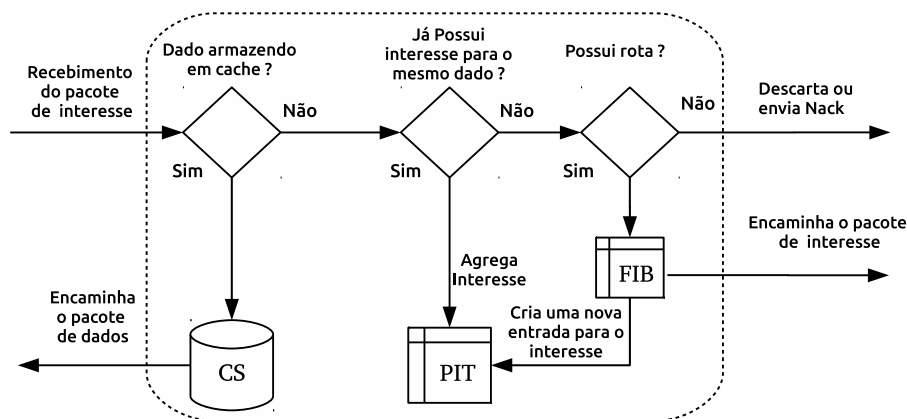 Recebimento
do pacote
de interesse
Dado armazendo
em cache ?
Não
Sim
Já Possui
interesse para o
mesmo dado ?
Não
Sim
Possui rota ?
Não
Sim
Descarta ou
envia Nack
FIB
Encaminha o pacote
de interesse
Agrega
Interesse
Cria uma nova
entrada para o
interesse
PIT
CS
Encaminha
o pacote
de dados